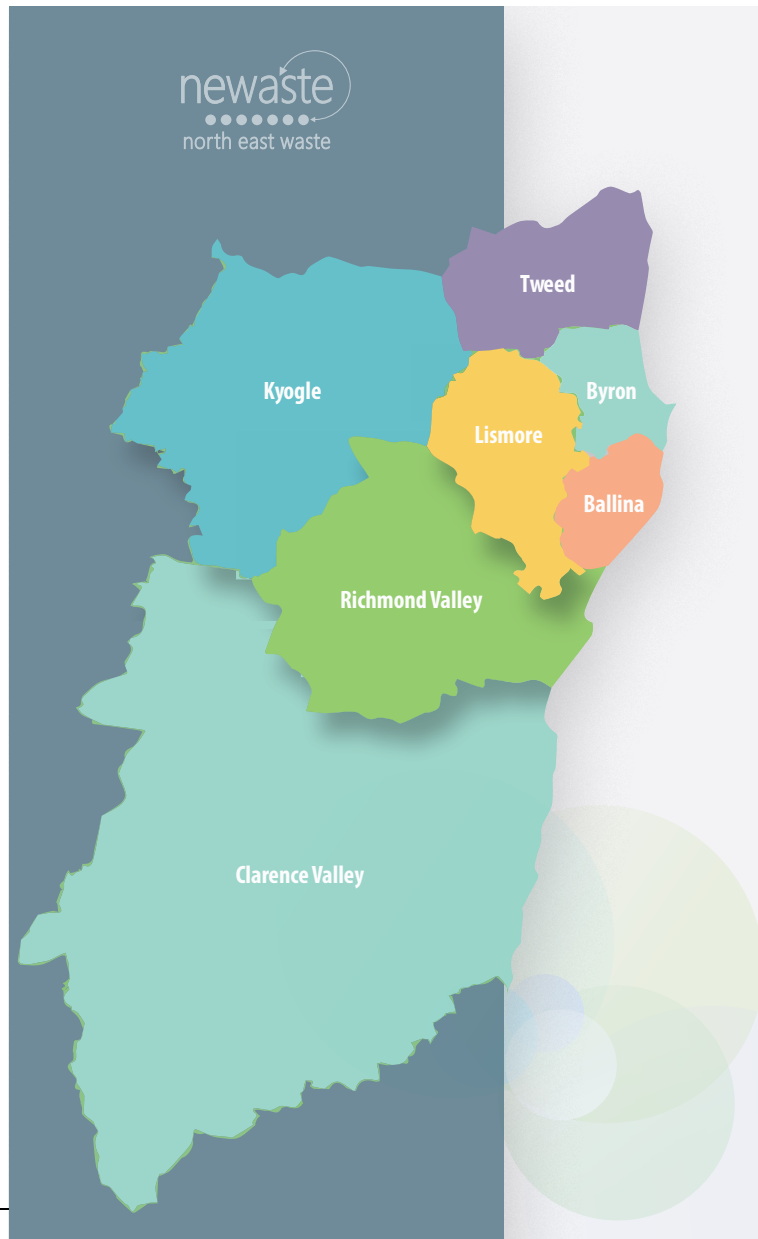 newaste
north east waste
Tweed
Kyogle
Byron
Lismore
Ballina
Richmond Valley
Clarence Valley